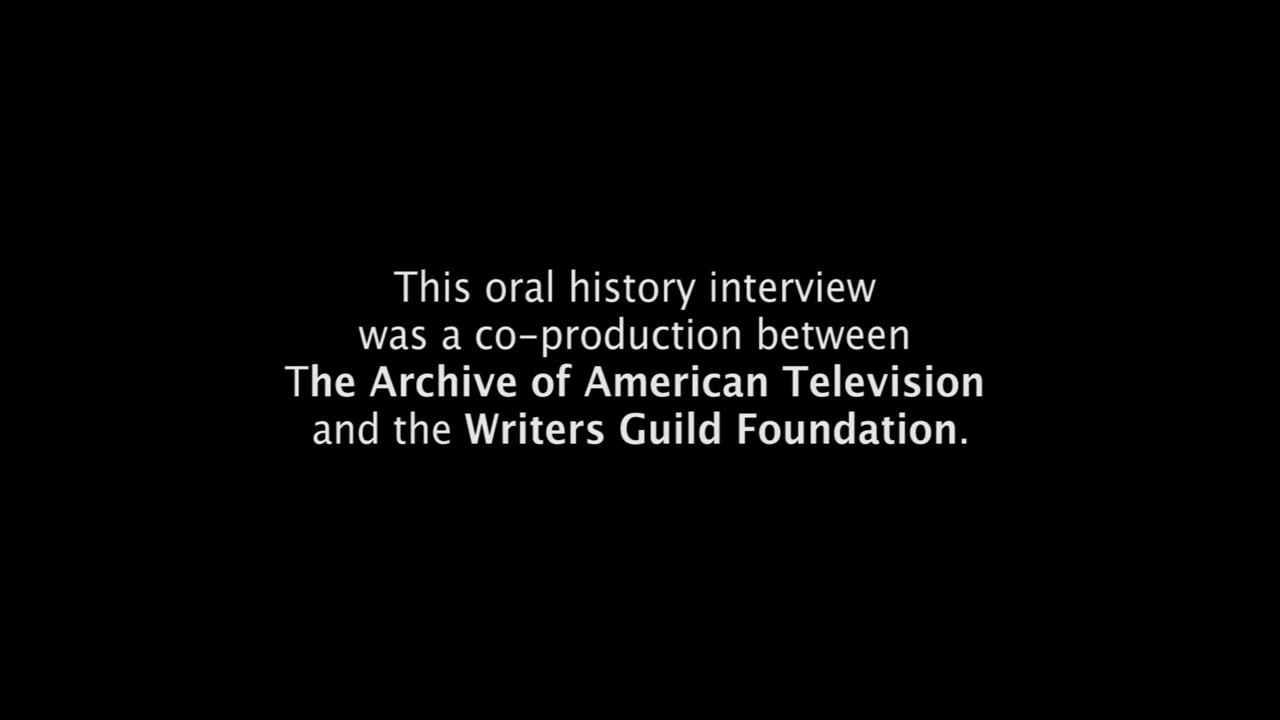 This oral history interview
was a co-production between
The Archive of American Television
and the Writers Guild Foundation.